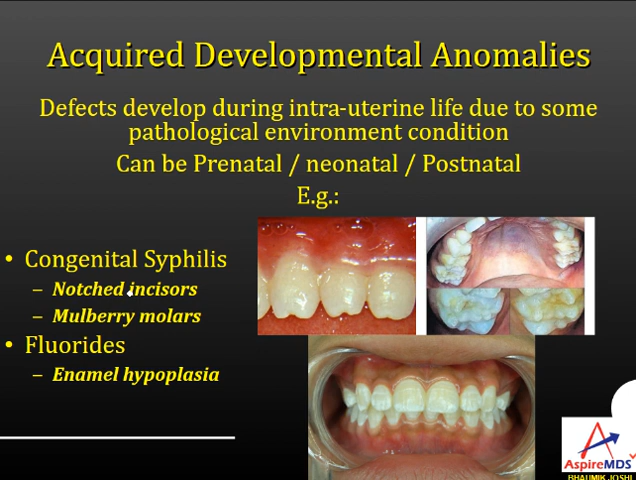 Acquired Developmental Anomalies
Defects develop during intra-uterine life due to some
pathological environment condition
Can be Prenatal / neonatal / Postnatal
E.g.:
• Congenital Syphilis
– Notched incisors
– Mulberry molars
• Fluorides
– Enamel hypoplasia
AspireMDS
BHAUMIK JOSHI